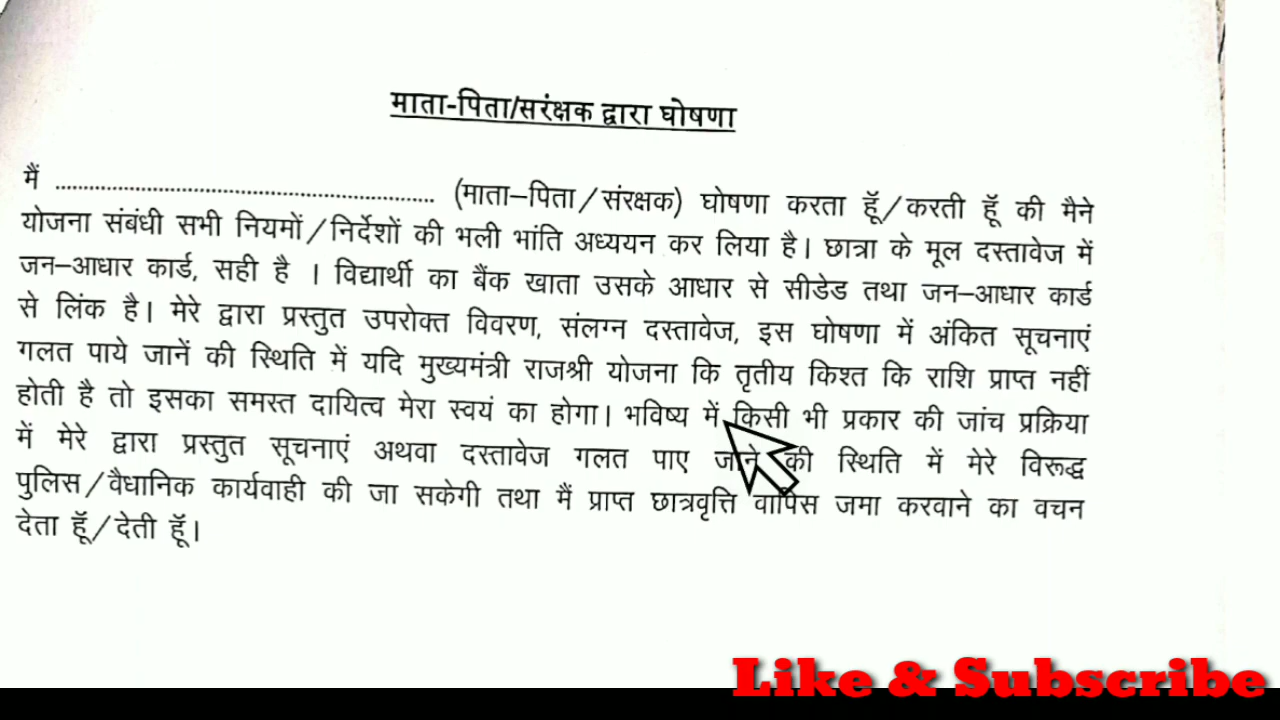 माता-पिता/सरंक्षक द्वारा घोषणा
मैं .................................................................... (माता–पिता/संरक्षक) घोषणा करता हूॅं/करती हूॅं की मैने
योजना संबंधी सभी नियमों/निर्देशों की भली भांति अध्ययन कर लिया है। छात्रा के मूल दस्तावेज में
जन–आधार कार्ड, सही है । विद्यार्थी का बैंक खाता उसके आधार से सीडेड तथा जन–आधार कार्ड
से लिंक है। मेरे द्वारा प्रस्तुत उपरोक्त विवरण, संलग्न दस्तावेज, इस घोषणा में अंकित सूचनाएं
गलत पाये जानें की स्थिति में यदि मुख्यमंत्री राजश्री योजना कि तृतीय किश्त कि राशि प्राप्त नहीं
होती है तो इसका समस्त दायित्व मेरा स्वयं का होगा। भविष्य में किसी भी प्रकार की जांच प्रक्रिया
में मेरे द्वारा प्रस्तुत सूचनाएं अथवा दस्तावेज गलत पाए जाने की स्थिति में मेरे विरूद्ध
पुलिस/वैधानिक कार्यवाही की जा सकेगी तथा मैं प्राप्त छात्रवृत्ति वापिस जमा करवाने का वचन
देता हूॅं/देती हूॅं।
Like & Subscribe